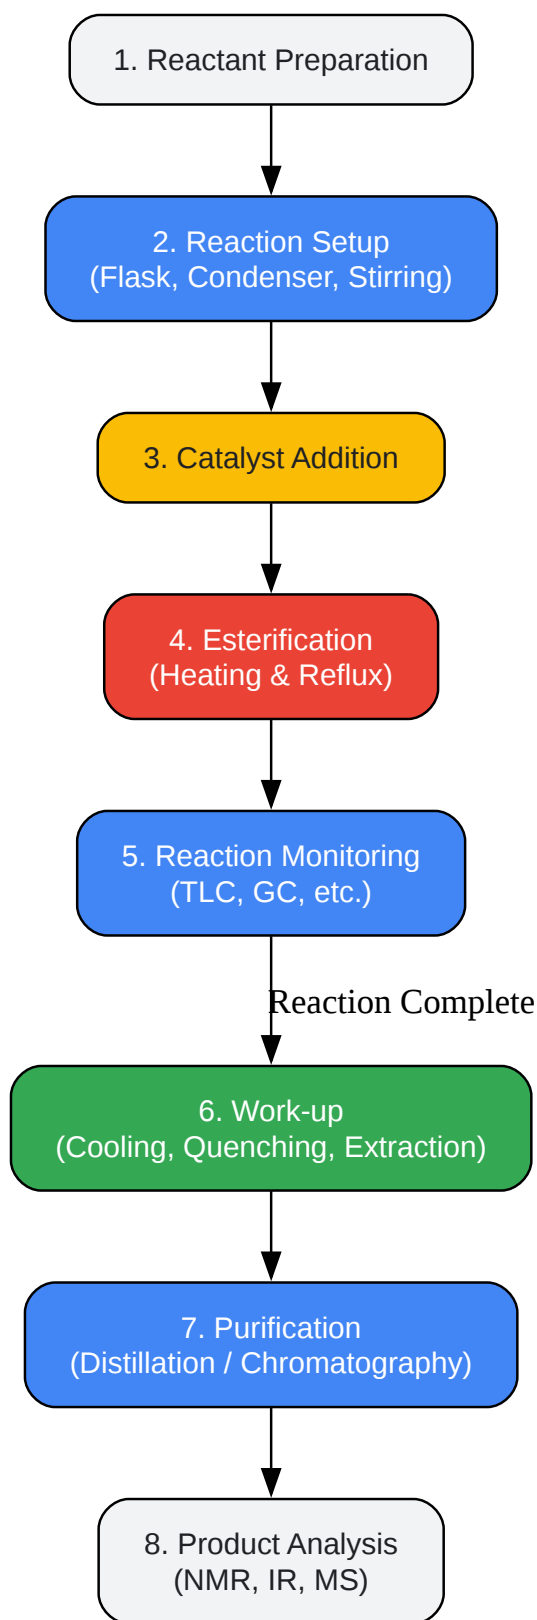 1. Reactant Preparation
2. Reaction Setup
(Flask, Condenser, Stirring)
3. Catalyst Addition
4. Esterification
(Heating & Reflux)
5. Reaction Monitoring
(TLC, GC, etc.)
Reaction Complete
6. Work-up
(Cooling, Quenching, Extraction)
7. Purification
(Distillation / Chromatography)
8. Product Analysis
(NMR, IR, MS)